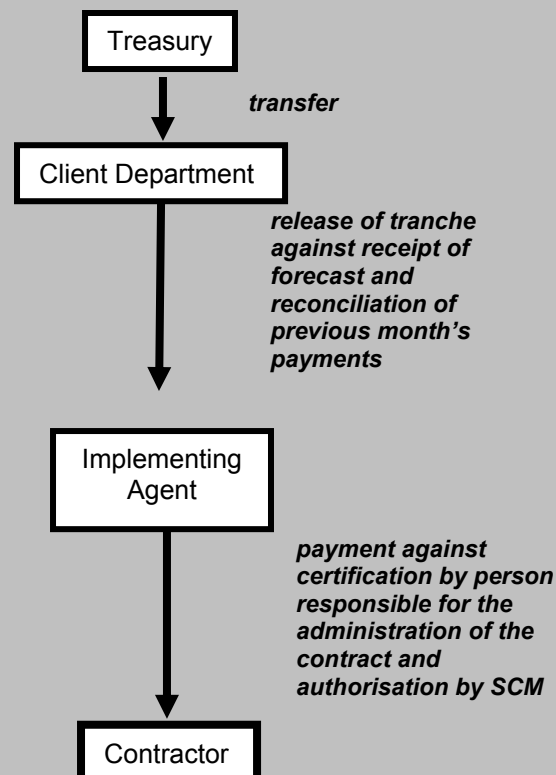 Treasury
transfer
Client Department
release of tranche
against receipt of
forecast and
reconciliation of
previous month’s
payments
Implementing
Agent
payment against
certification by person
responsible for the
administration of the
contract and
authorisation by SCM
Contractor